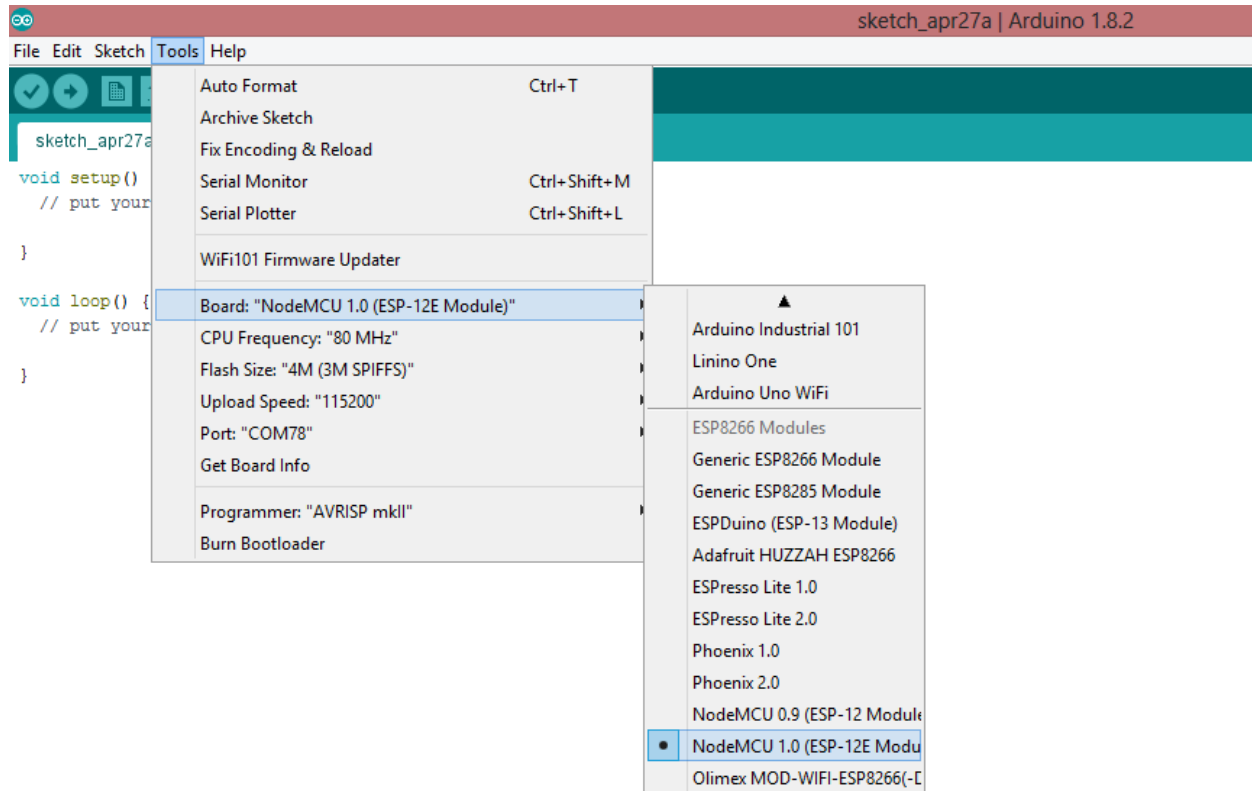 sketch_apr27a | Arduino 1.8.2
File Edit Sketch Tools Help
sketch_apr27a
void setup()
// put your
}
void loop() {
// put your
}
Auto Format Ctrl+T
Archive Sketch
Fix Encoding & Reload
Serial Monitor Ctrl+Shift+M
Serial Plotter Ctrl+Shift+L
WiFi101 Firmware Updater
Board: "NodeMCU 1.0 (ESP-12E Module)"
CPU Frequency: "80 MHz"
Flash Size: "4M (3M SPIFFS)"
Upload Speed: "115200"
Port: "COM78"
Get Board Info
Programmer: "AVRISP mkII"
Burn Bootloader
Arduino Industrial 101
Linino One
Arduino Uno WiFi
ESP8266 Modules
Generic ESP8266 Module
Generic ESP8285 Module
ESPDuino (ESP-13 Module)
Adafruit HUZZAH ESP8266
ESPresso Lite 1.0
ESPresso Lite 2.0
Phoenix 1.0
Phoenix 2.0
NodeMCU 0.9 (ESP-12 Module
NodeMCU 1.0 (ESP-12E Modu
Olimex MOD-WIFI-ESP8266(-D